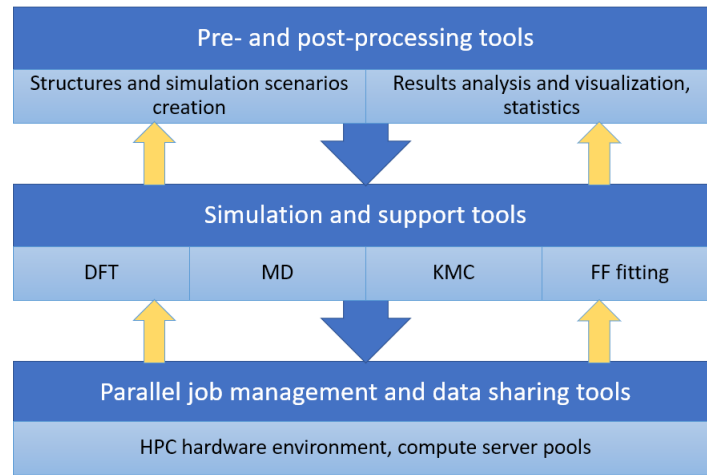 Pre- and post-processing tools
Structures and simulation scenarios
creation
Results analysis and visualization,
statistics
Simulation and support tools
DFT
MD
KMC
FF fitting
Parallel job management and data sharing tools
HPC hardware environment, compute server pools